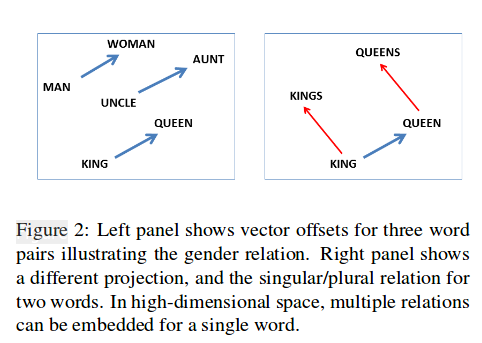 WOMAN
AUNT
MAN
UNCLE
QUEEN
KING
QUEENS
KINGS
QUEEN
KING
Figure 2: Left panel shows vector offsets for three word
pairs illustrating the gender relation. Right panel shows
a different projection, and the singular/plural relation for
two words. In high-dimensional space, multiple relations
can be embedded for a single word.